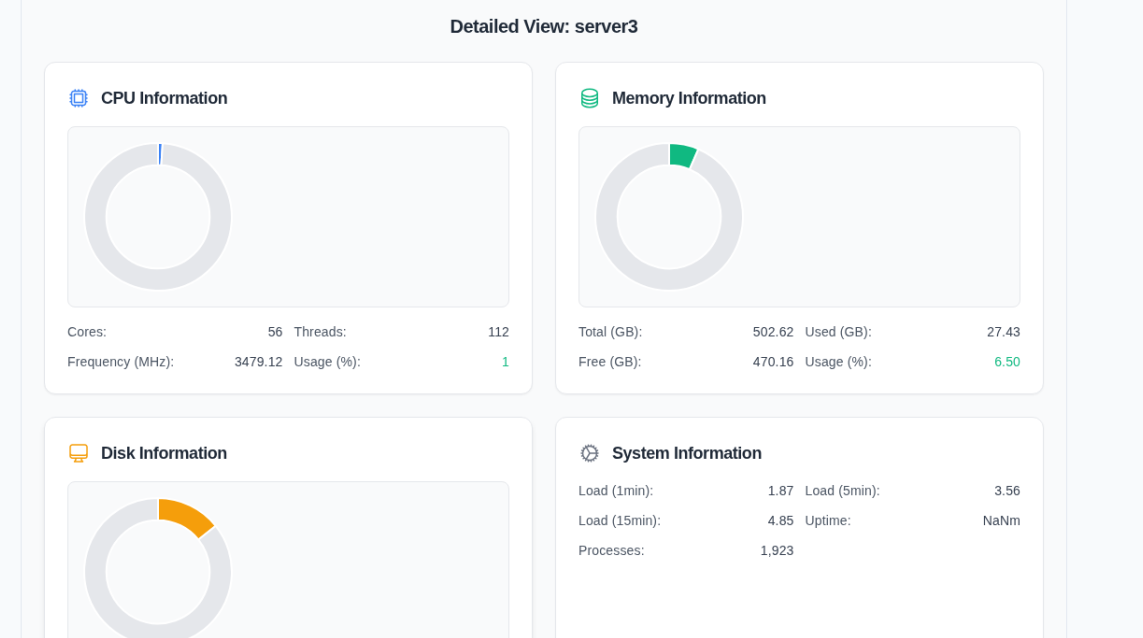 Detailed View: server3
CPU Information
Cores: 56 Threads: 112
Frequency (MHz): 3479.12 Usage (%): 1
Memory Information
Total (GB): 502.62 Used (GB): 27.43
Free (GB): 470.16 Usage (%): 6.50
Disk Information
System Information
Load (1min): 1.87 Load (5min): 3.56
Load (15min): 4.85 Uptime: NaNm
Processes: 1,923